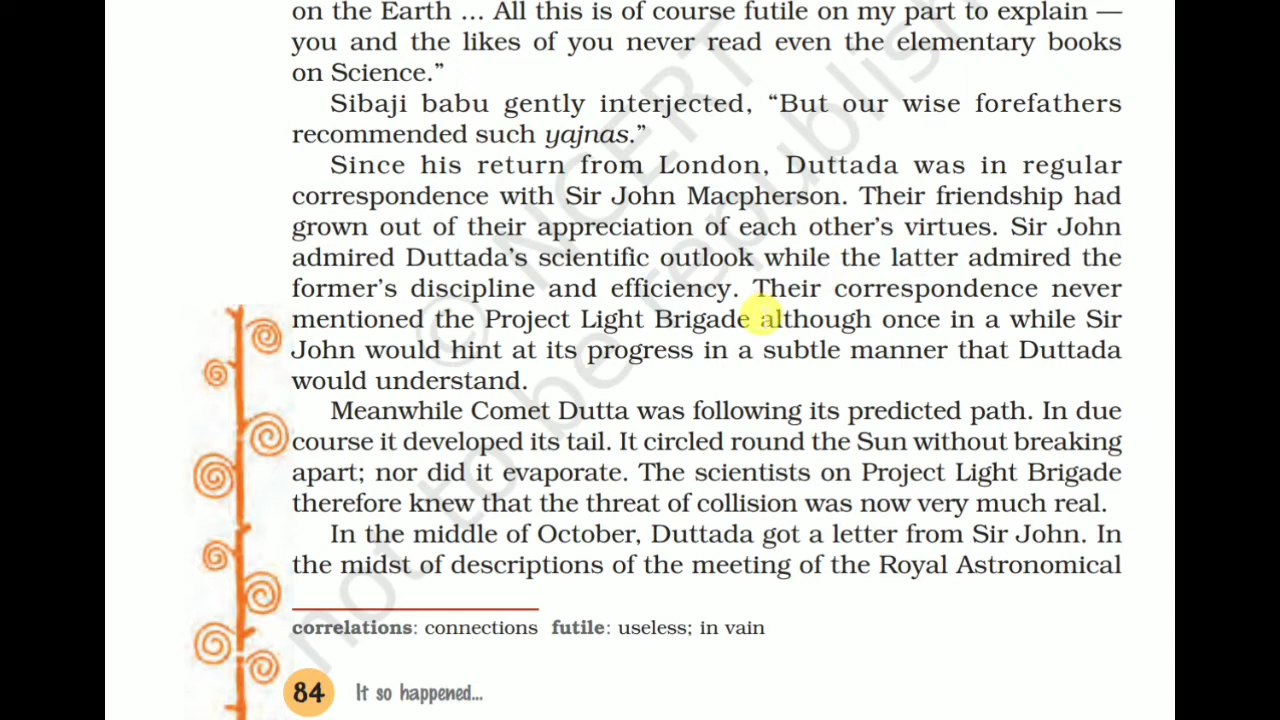 on the Earth ... All this is of course futile on my part to explain —
you and the likes of you never read even the elementary books
on Science.”
Sibaji babu gently interjected, “But our wise forefathers
recommended such yajnas.”
Since his return from London, Duttada was in regular
correspondence with Sir John Macpherson. Their friendship had
grown out of their appreciation of each other’s virtues. Sir John
admired Duttada’s scientific outlook while the latter admired the
former’s discipline and efficiency. Their correspondence never
mentioned the Project Light Brigade although once in a while Sir
John would hint at its progress in a subtle manner that Duttada
would understand.
Meanwhile Comet Dutta was following its predicted path. In due
course it developed its tail. It circled round the Sun without breaking
apart; nor did it evaporate. The scientists on Project Light Brigade
therefore knew that the threat of collision was now very much real.
In the middle of October, Duttada got a letter from Sir John. In
the midst of descriptions of the meeting of the Royal Astronomical
correlations: connections futile: useless; in vain
84 It so happened...
© NCERT
not to be republish